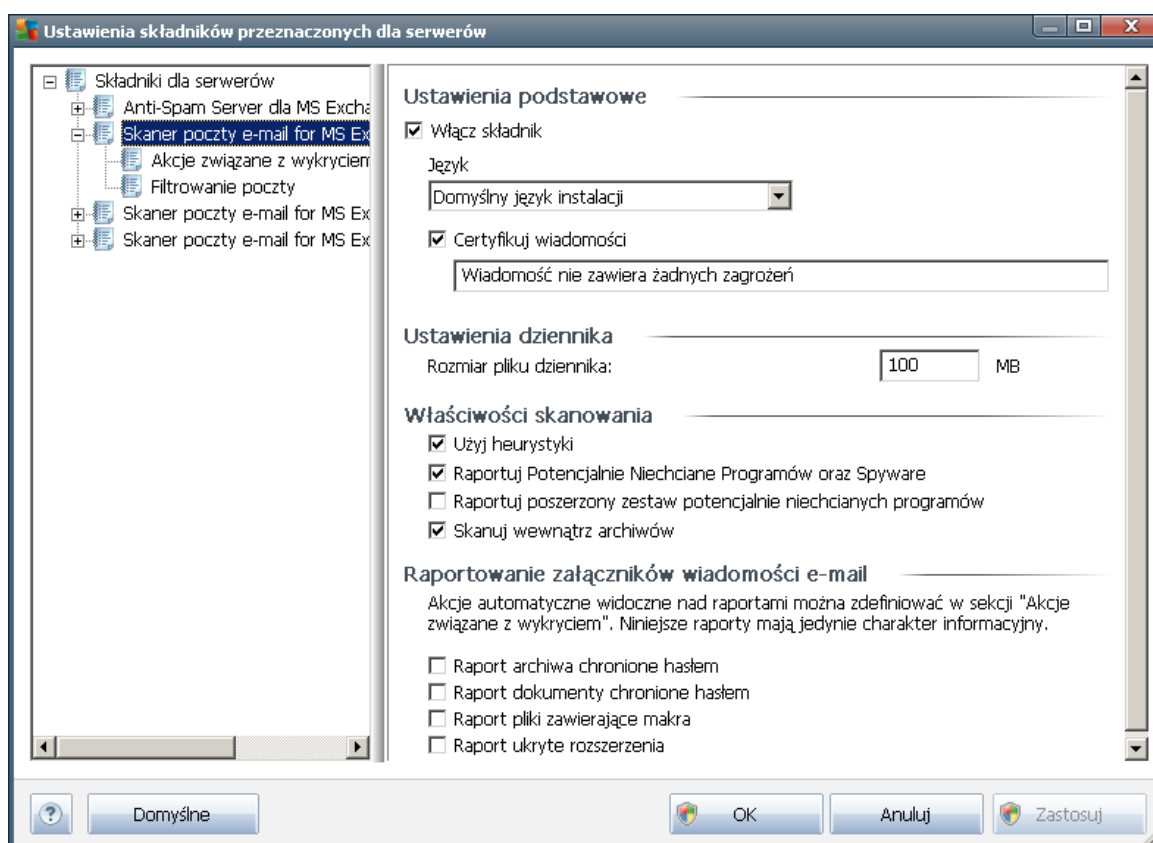 Ustawienia składników przeznaczonych dla serwerów
Składniki dla serwerów
Anti-Spam Server dla MS Excha
Skaner poczty e-mail for MS Ex
Akcje związane z wykryciem
Filtrowanie poczty
Skaner poczty e-mail for MS Ex
Skaner poczty e-mail for MS Ex
Ustawienia podstawowe
Włącz składnik
Język
Domyślny język instalacji
Certyfikuj wiadomości
Wiadomość nie zawiera żadnych zagrożeń
Ustawienia dziennika
Rozmiar pliku dziennika: 100 MB
Właściwości skanowania
Użyj heurystyki
Raportuj Potencjalnie Niechciane Programów oraz Spyware
Raportuj poszerzony zestaw potencjalnie niechcianych programów
Skanuj wewnątrz archiwów
Raportowanie załączników wiadomości e-mail
Akcje automatyczne widoczne nad raportami można zdefiniować w sekcji "Akcje
związane z wykryciem". Niniejsze raporty mają jedynie charakter informacyjny.
Raport archiwa chronione hasłem
Raport dokumenty chronione hasłem
Raport pliki zawierające makra
Raport ukryte rozszerzenia
? Domyślne OK Anuluj Zastosuj